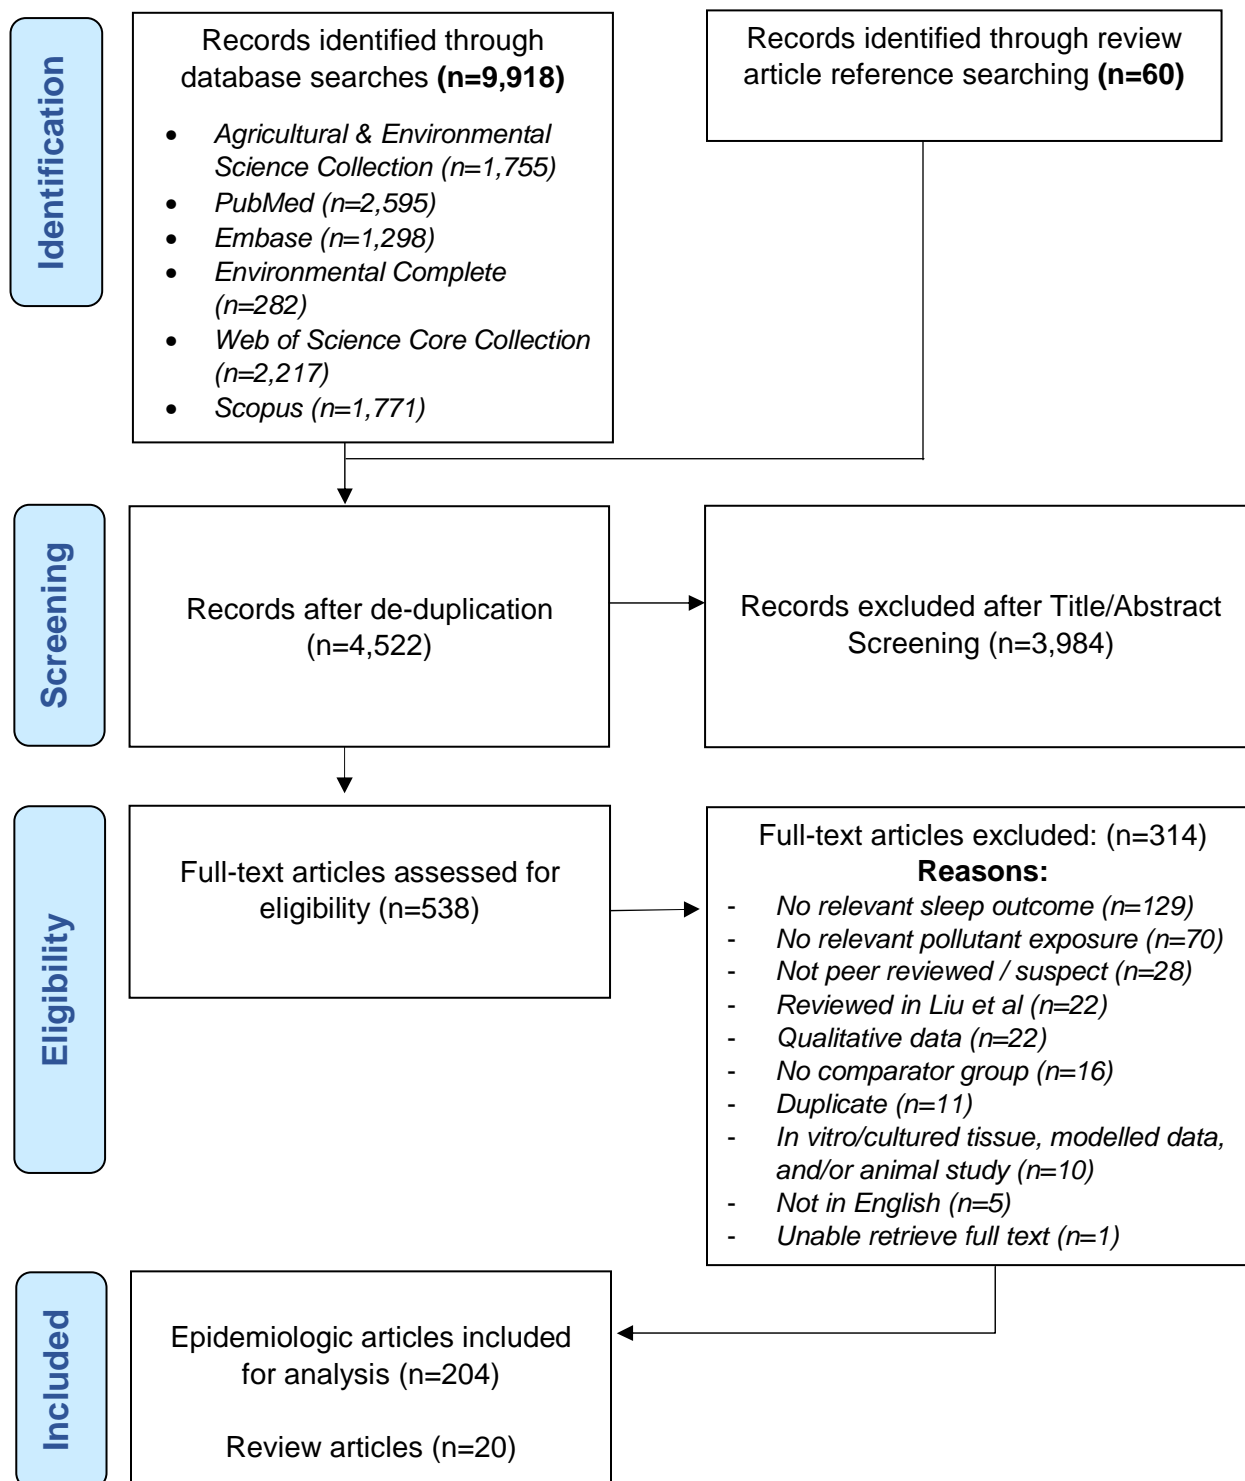 Identification
Records identified through
database searches (n=9,918)
• Agricultural & Environmental
Science Collection (n=1,755)
• PubMed (n=2,595)
• Embase (n=1,298)
• Environmental Complete
(n=282)
• Web of Science Core Collection
(n=2,217)
• Scopus (n=1,771)
Records identified through review
article reference searching (n=60)
Screening
Records after de-duplication
(n=4,522)
Records excluded after Title/Abstract
Screening (n=3,984)
Eligibility
Full-text articles assessed for
eligibility (n=538)
Full-text articles excluded: (n=314)
Reasons:
- No relevant sleep outcome (n=129)
- No relevant pollutant exposure (n=70)
- Not peer reviewed / suspect (n=28)
- Reviewed in Liu et al (n=22)
- Qualitative data (n=22)
- No comparator group (n=16)
- Duplicate (n=11)
- In vitro/cultured tissue, modelled data,
and/or animal study (n=10)
- Not in English (n=5)
- Unable retrieve full text (n=1)
Included
Epidemiologic articles included
for analysis (n=204)
Review articles (n=20)